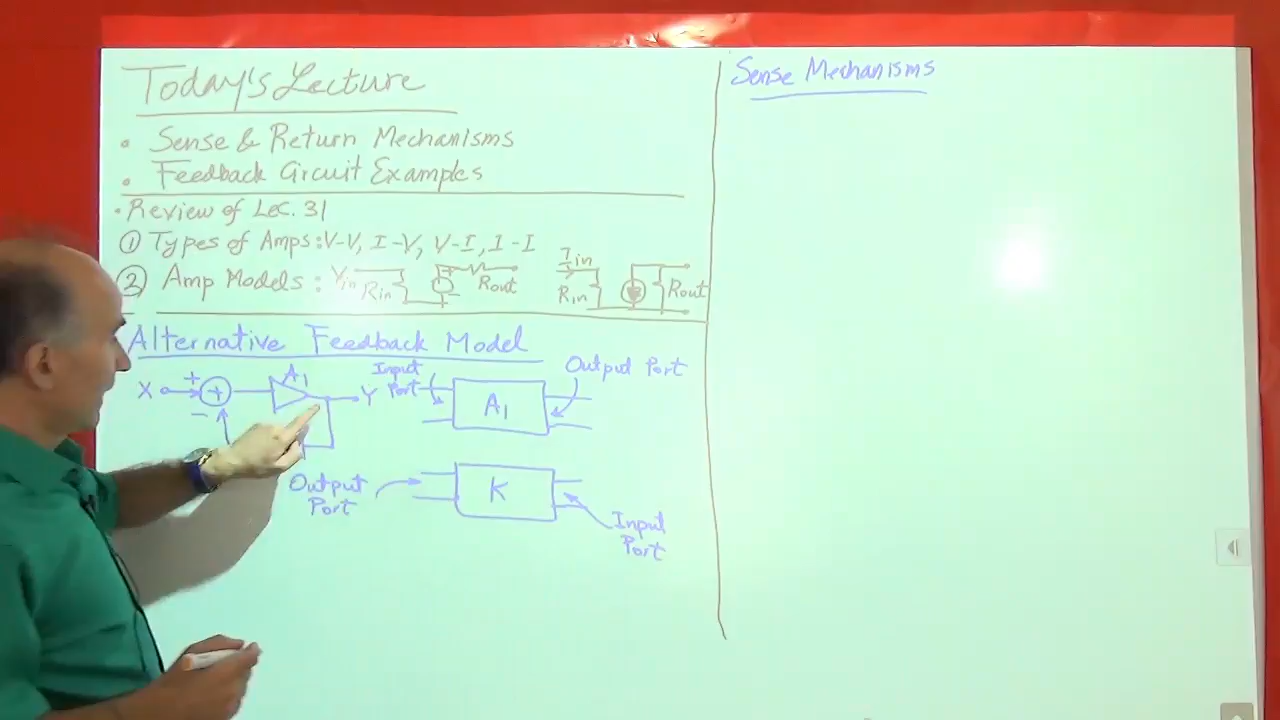 Today's Lecture
• Sense & Return Mechanisms
• Feedback Circuit Examples
• Review of Lec. 31
① Types of Amps: V-V, I-V, V-I, I-I
② Amp Models: Vin Rin + - Rout Iin Rin Rout
Alternative Feedback Model
X + + - A1 Y
Input Port
A1
Output Port
Output Port
K
Input Port
Sense Mechanisms